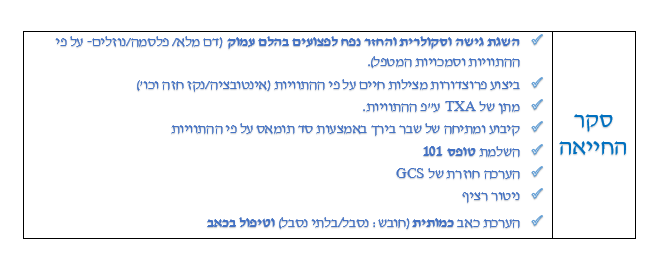 סקר
החייאה
השגת גישה וסקולרית והחזר נפח לפצועים בהלם עמוק (דם מלא/ פלסמה/נוזלים- על פי
ההתוויות וסמכויות המטפל).
ביצוע פרוצדורות מצילות חיים על פי ההתוויות (אינטובציה/נקז חזה וכו')
מתן של TXA ע"פ ההתוויות.
קיבוע ומתיחה של שבר בירך באמצעות סד תומאס על פי ההתוויות
השלמת טופס 101
הערכה חוזרת של GCS
ניטור רציף
הערכת כאב כמותית (חובש: נסבל/בלתי נסבל) וטיפול בכאב